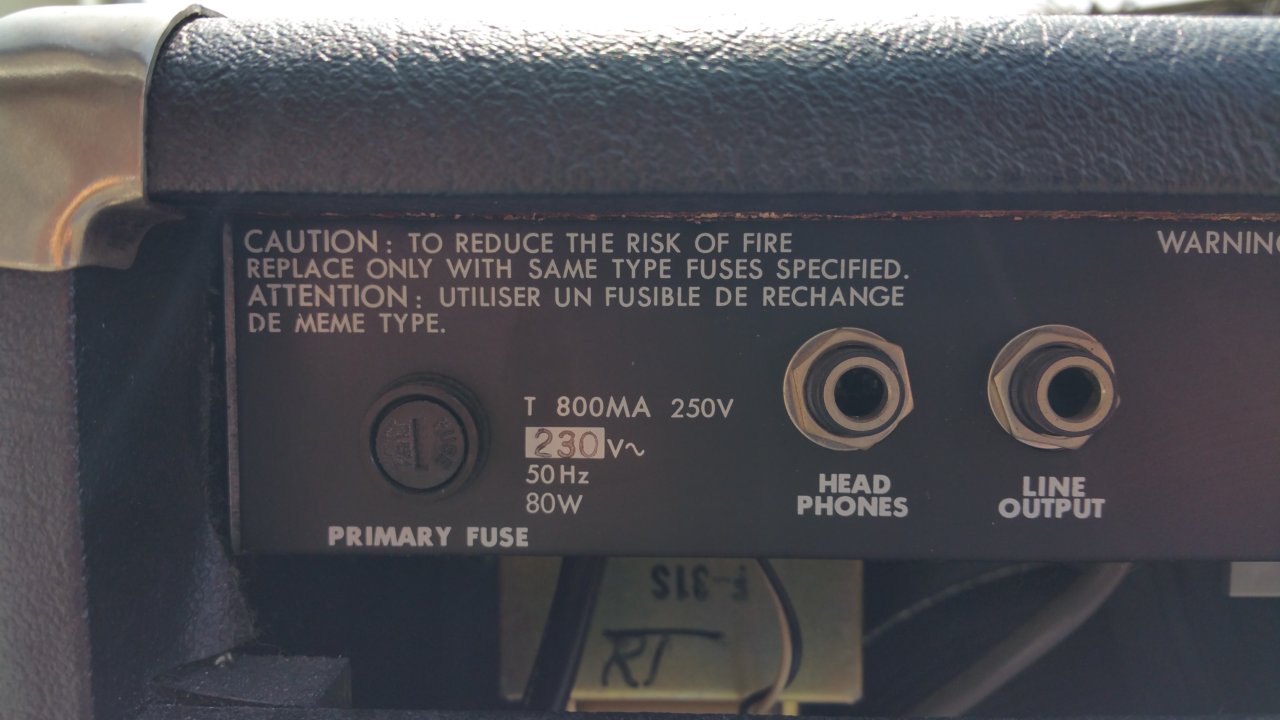 CAUTION : TO REDUCE THE RISK OF FIRE
REPLACE ONLY WITH SAME TYPE FUSES SPECIFIED.
ATTENTION : UTILISER UN FUSIBLE DE RECHANGE
DE MEME TYPE.
WARNING
T 800MA 250V
230V~
50Hz
80W
PRIMARY FUSE
HEAD
PHONES
LINE
OUTPUT
RT